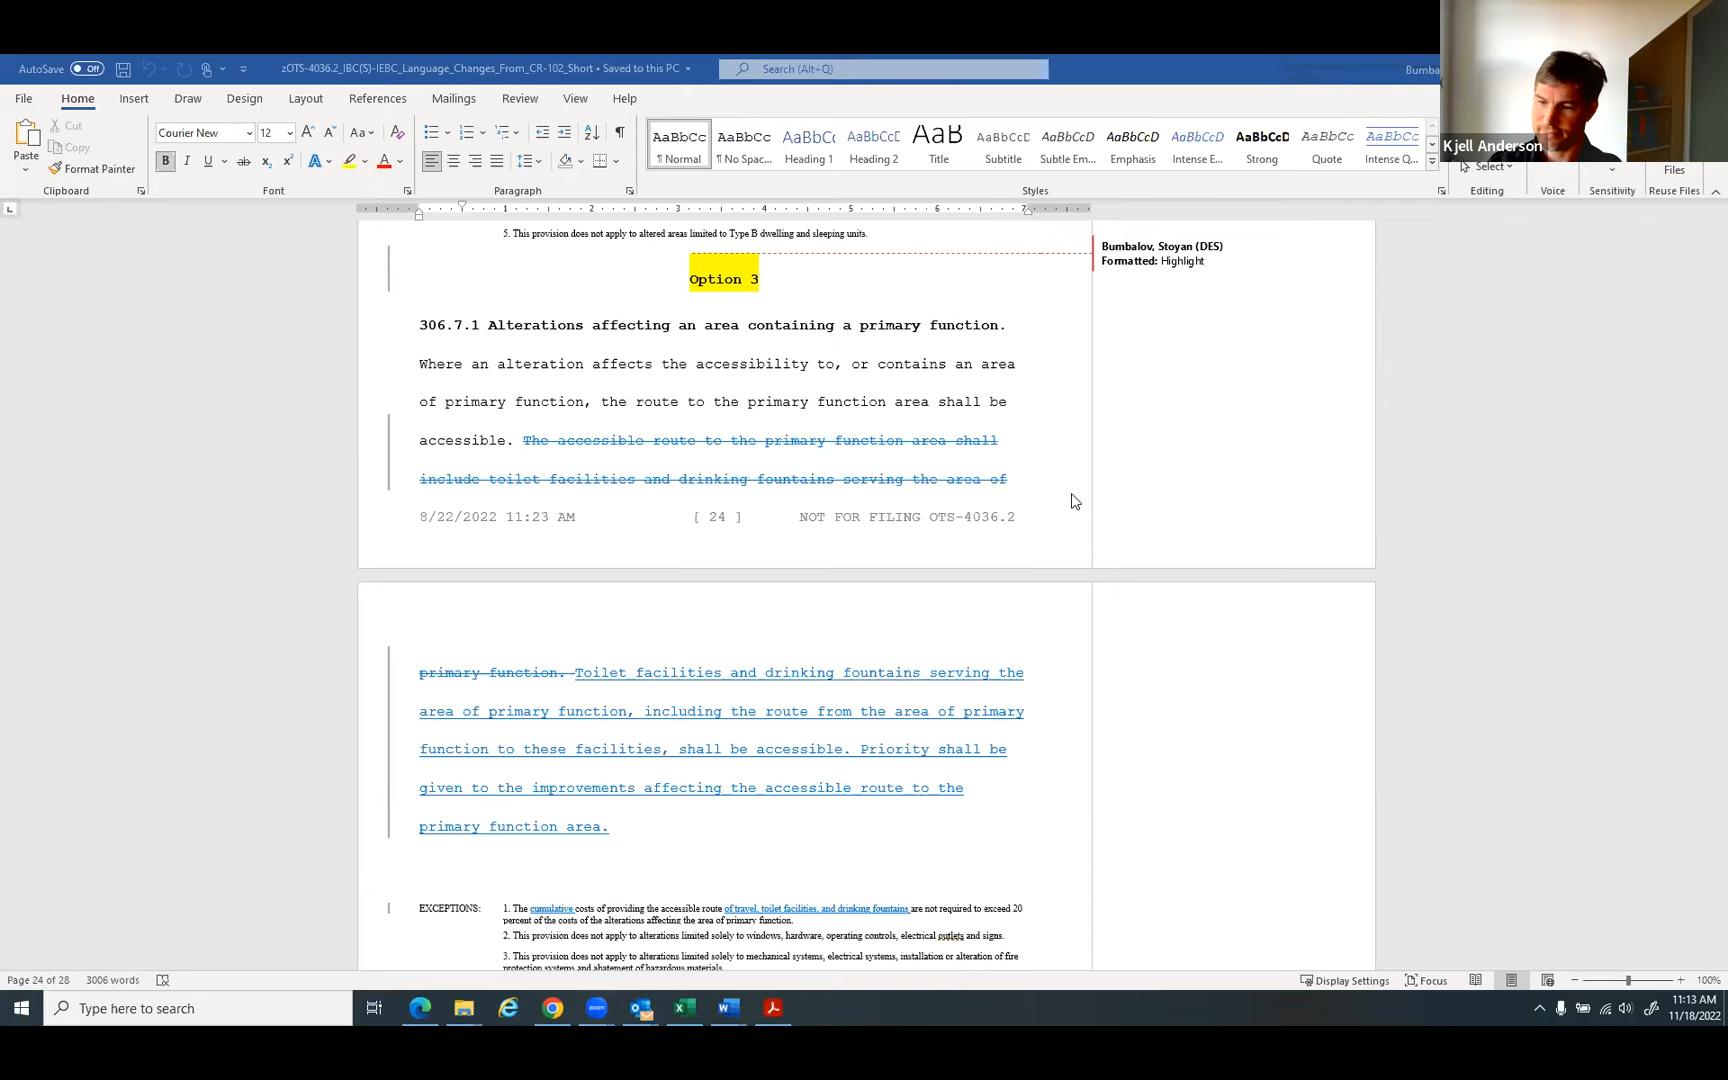 AutoSave Off zOTS-4036.2_IBC(S)-IEBC_Language_Changes_From_CR-102_Short • Saved to this PC Search (Alt+Q) Bumba
File Home Insert Draw Design Layout References Mailings Review View Help
Paste Cut Copy Format Painter
Courier New 12
AaBbCc AaBbCc AaBbCc AaBbCcC AaB AaBbCcD AaBbCcD AaBbCcD AaBbCcD AaBbCcD AaBbCc AaBbCcD
¶ Normal ¶ No Spac... Heading 1 Heading 2 Title Subtitle Subtle Em... Emphasis Intense E... Strong Quote Intense Q...
Kjell Anderson
Select Files
Clipboard Font Paragraph Styles Editing Voice Sensitivity Reuse Files
1 2 3 4 5 6 7
5. This provision does not apply to altered areas limited to Type B dwelling and sleeping units.
Bumbalov, Stoyan (DES)
Formatted: Highlight
Option 3
306.7.1 Alterations affecting an area containing a primary function.
Where an alteration affects the accessibility to, or contains an area
of primary function, the route to the primary function area shall be
accessible. The accessible route to the primary function area shall
include toilet facilities and drinking fountains serving the area of
8/22/2022 11:23 AM [ 24 ] NOT FOR FILING OTS-4036.2
primary function. Toilet facilities and drinking fountains serving the
area of primary function, including the route from the area of primary
function to these facilities, shall be accessible. Priority shall be
given to the improvements affecting the accessible route to the
primary function area.
EXCEPTIONS: 1. The cumulative costs of providing the accessible route of travel, toilet facilities, and drinking fountains are not required to exceed 20
percent of the costs of the alterations affecting the area of primary function.
2. This provision does not apply to alterations limited solely to windows, hardware, operating controls, electrical outlets and signs.
3. This provision does not apply to alterations limited solely to mechanical systems, electrical systems, installation or alteration of fire
protection systems and abatement of hazardous materials.
Page 24 of 28 3006 words Display Settings Focus 100%
Type here to search
11:13 AM
11/18/2022